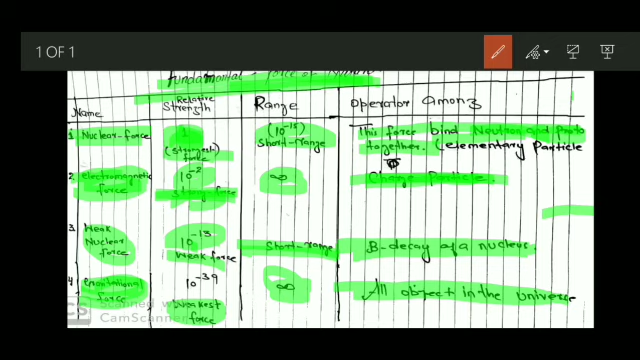 1 OF 1
Fundamental - Force of Nature
Name | Relative Strength | Range | Operator among
1 Nuclear-force | 1 (strongest force) | (10⁻¹⁵) Short-range | This force bind Neutron and Proto together. (elementary Particle
2. electromagnetic force | 10⁻² Strong force | ∞ | Charge Particle.
3. Weak Nuclear force | 10⁻¹³ Weak force | Short-range | B-decay of a nucleus.
4 Gravitational force | 10⁻³⁹ Weakest force | ∞ | All object in the Universe
CS Scanned with CamScanner